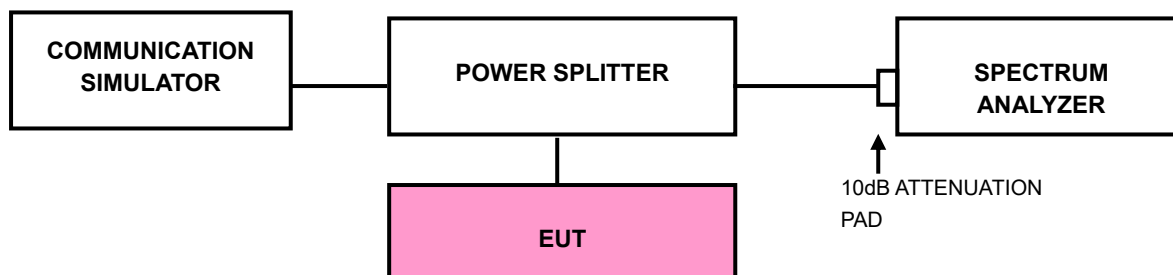 COMMUNICATION
SIMULATOR
POWER SPLITTER
SPECTRUM
ANALYZER
10dB ATTENUATION
PAD
EUT